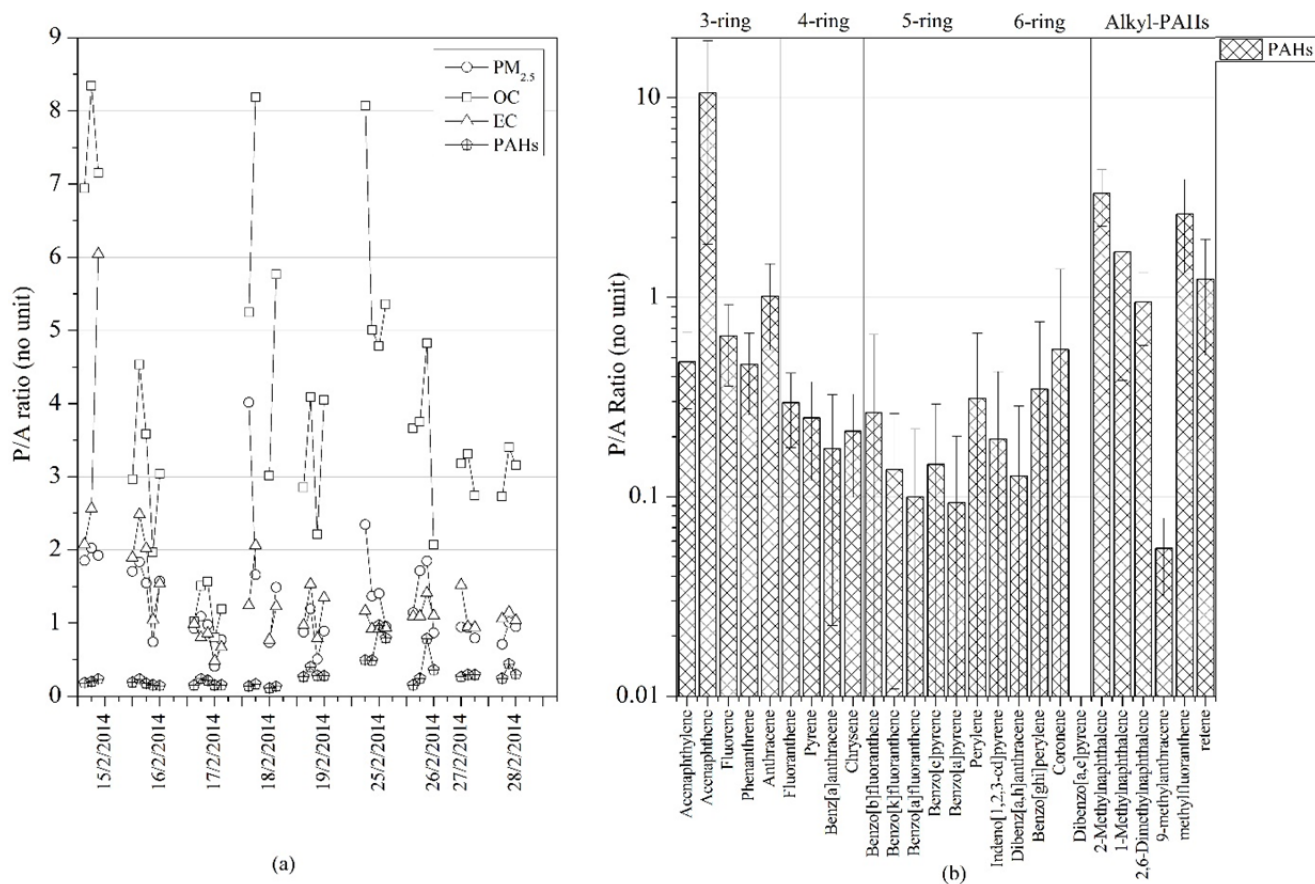 P/A ratio (no unit)
9
8
7
6
5
4
3
2
1
0
PM2.5
OC
EC
PAHs
15/2/2014
16/2/2014
17/2/2014
18/2/2014
19/2/2014
25/2/2014
26/2/2014
27/2/2014
28/2/2014
(a)
3-ring 4-ring 5-ring 6-ring Alkyl-PAHs
PAHs
P/A Ratio (no unit)
10
1
0.1
0.01
Accnaphthylene
Accnaphthene
Fluorene
Phenanthrene
Anthracene
Fluoranthene
Pyrene
Benz[a]anthracene
Chrysene
Benzo[b]fluoranthene
Benzo[k]fluoranthene
Benzo[a]fluoranthene
Benzo[e]pyrene
Benzo[a]pyrene
Perylene
Indeno[1,2,3-cd]pyrene
Dibenz[a,h]anthracene
Benzo[ghi]perylene
Coronene
Dibenzo[a,e]pyrene
2-Methylnaphthalene
1-Methylnaphthalene
2,6-Dimethylnaphthalene
9-methylanthracene
methylfluoranthene
retene
(b)